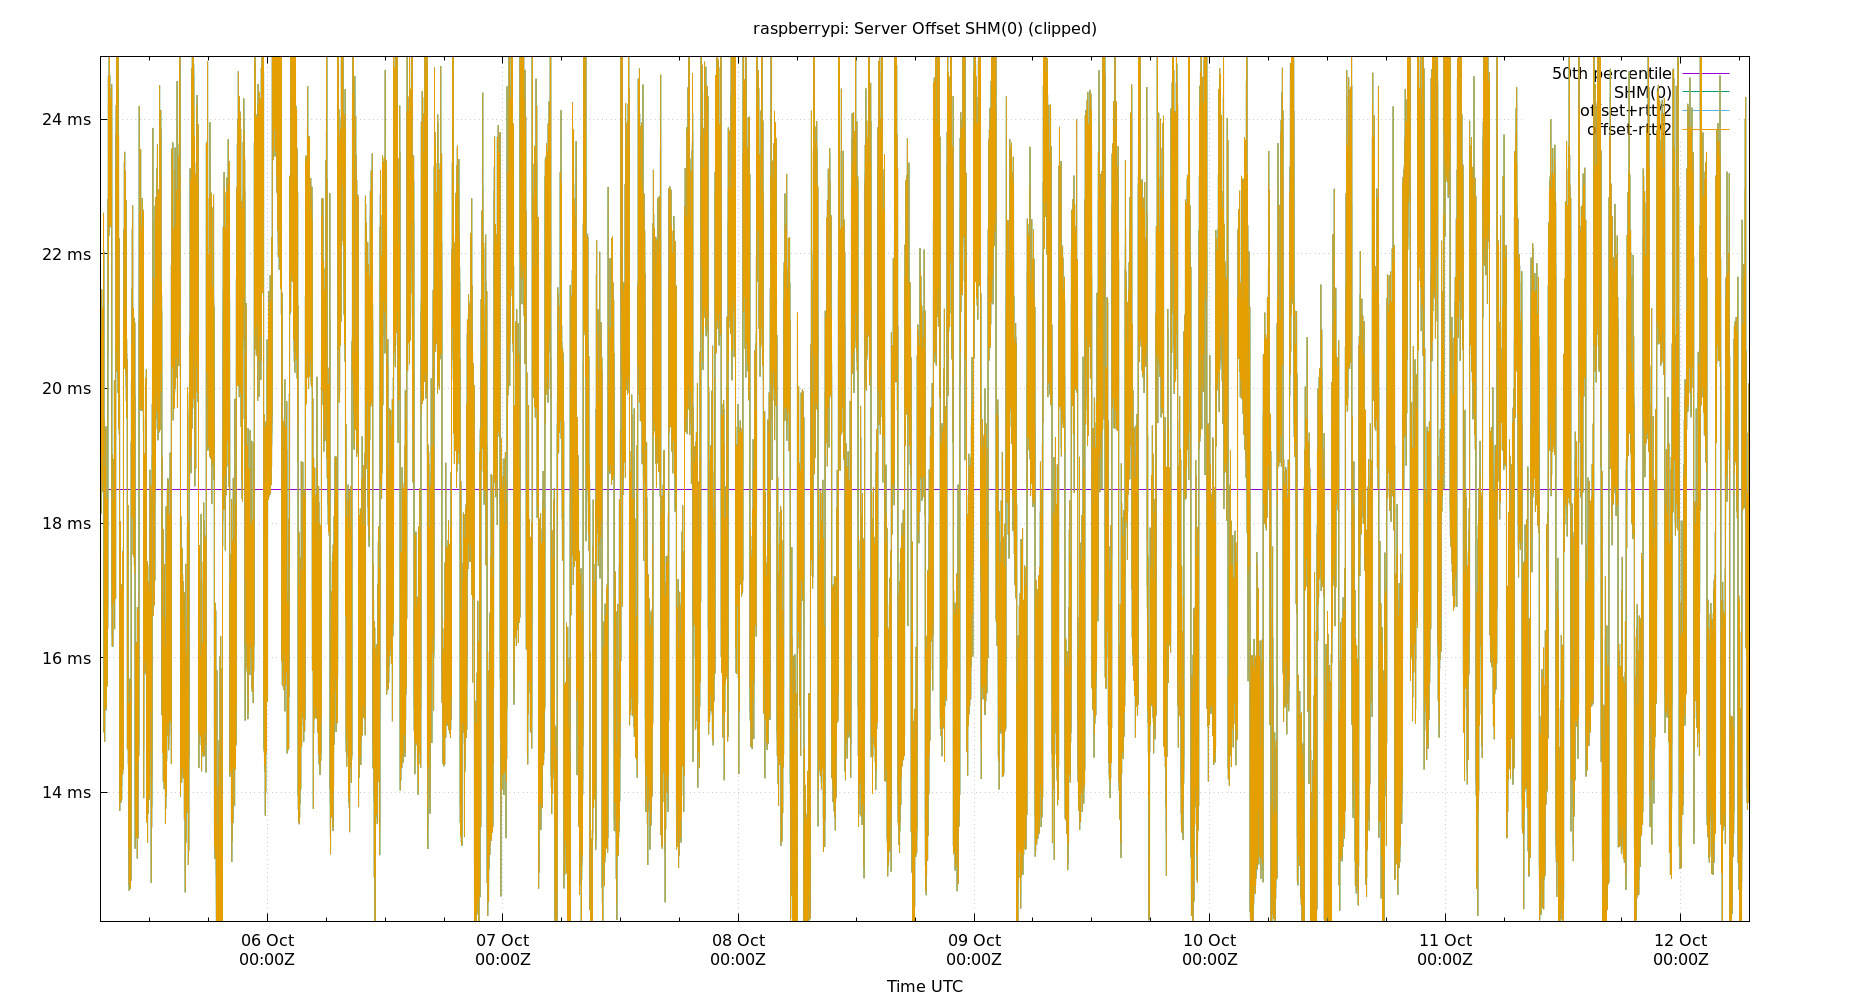 raspberrypi: Server Offset SHM(0) (clipped)
50th percentile
SHM(0)
offset+rtt/2
offset-rtt/2
24 ms
22 ms
20 ms
18 ms
16 ms
14 ms
06 Oct 07 Oct 08 Oct 09 Oct 10 Oct 11 Oct 12 Oct
00:00Z 00:00Z 00:00Z 00:00Z 00:00Z 00:00Z 00:00Z
Time UTC